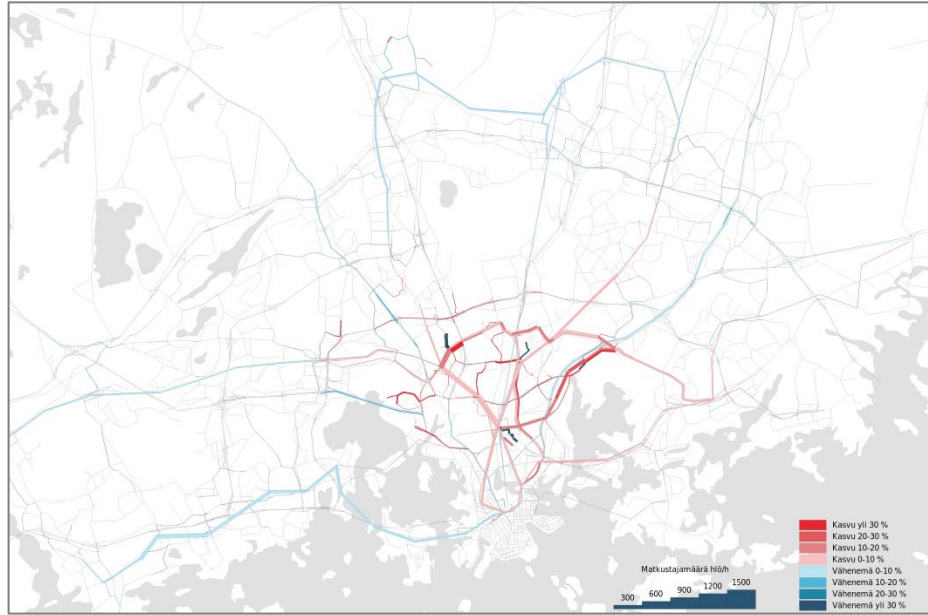 Kasvu yli 30 %
Kasvu 20-30 %
Kasvu 10-20 %
Kasvu 0-10 %
Vähenemä 0-10 %
Vähenemä 10-20 %
Vähenemä 20-30 %
Vähenemä yli 30 %
Matkustajamäärä hlö/h
300 600 900 1200 1500